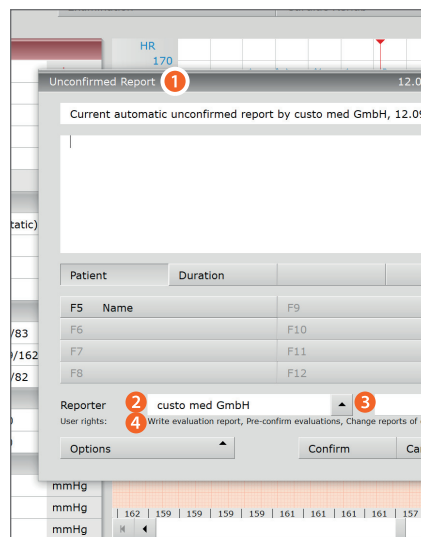 HR
170
Unconfirmed Report 1 12.0
Current automatic unconfirmed report by custo med GmbH, 12.09
tatic)
Patient Duration
F5 Name F9
F6 F10
/83
F7 F11
/162
F8 F12
/82
Reporter 2 custo med GmbH 3
User rights: 4 Write evaluation report, Pre-confirm evaluations, Change reports of
Options Confirm Ca
mmHg
mmHg
162 | 159 | 159 | 159 | 161 | 161 | 161 | 161 | 157
mmHg